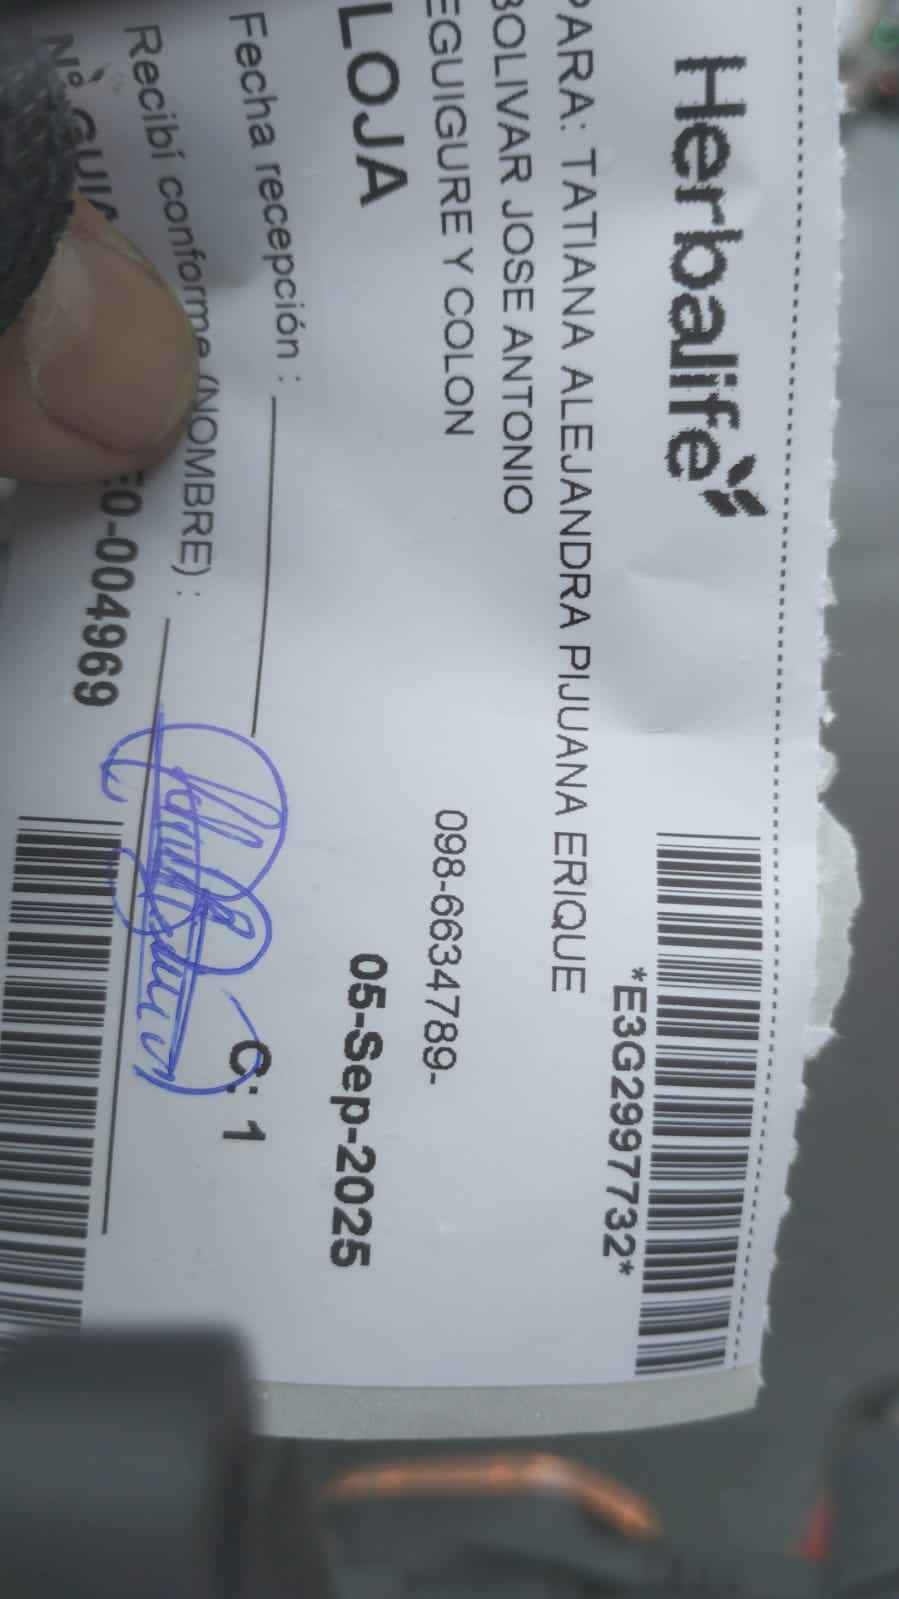 Herbalife
*E3G2997732*
PARA: TATIANA ALEJANDRA PIJUANA ERIQUE
BOLIVAR JOSE ANTONIO
EGUIGURE Y COLON 098-6634789-
LOJA 05-Sep-2025
Fecha recepción :
C: 1
Recibí conforme (NOMBRE) :
N° GUIA 0-004969